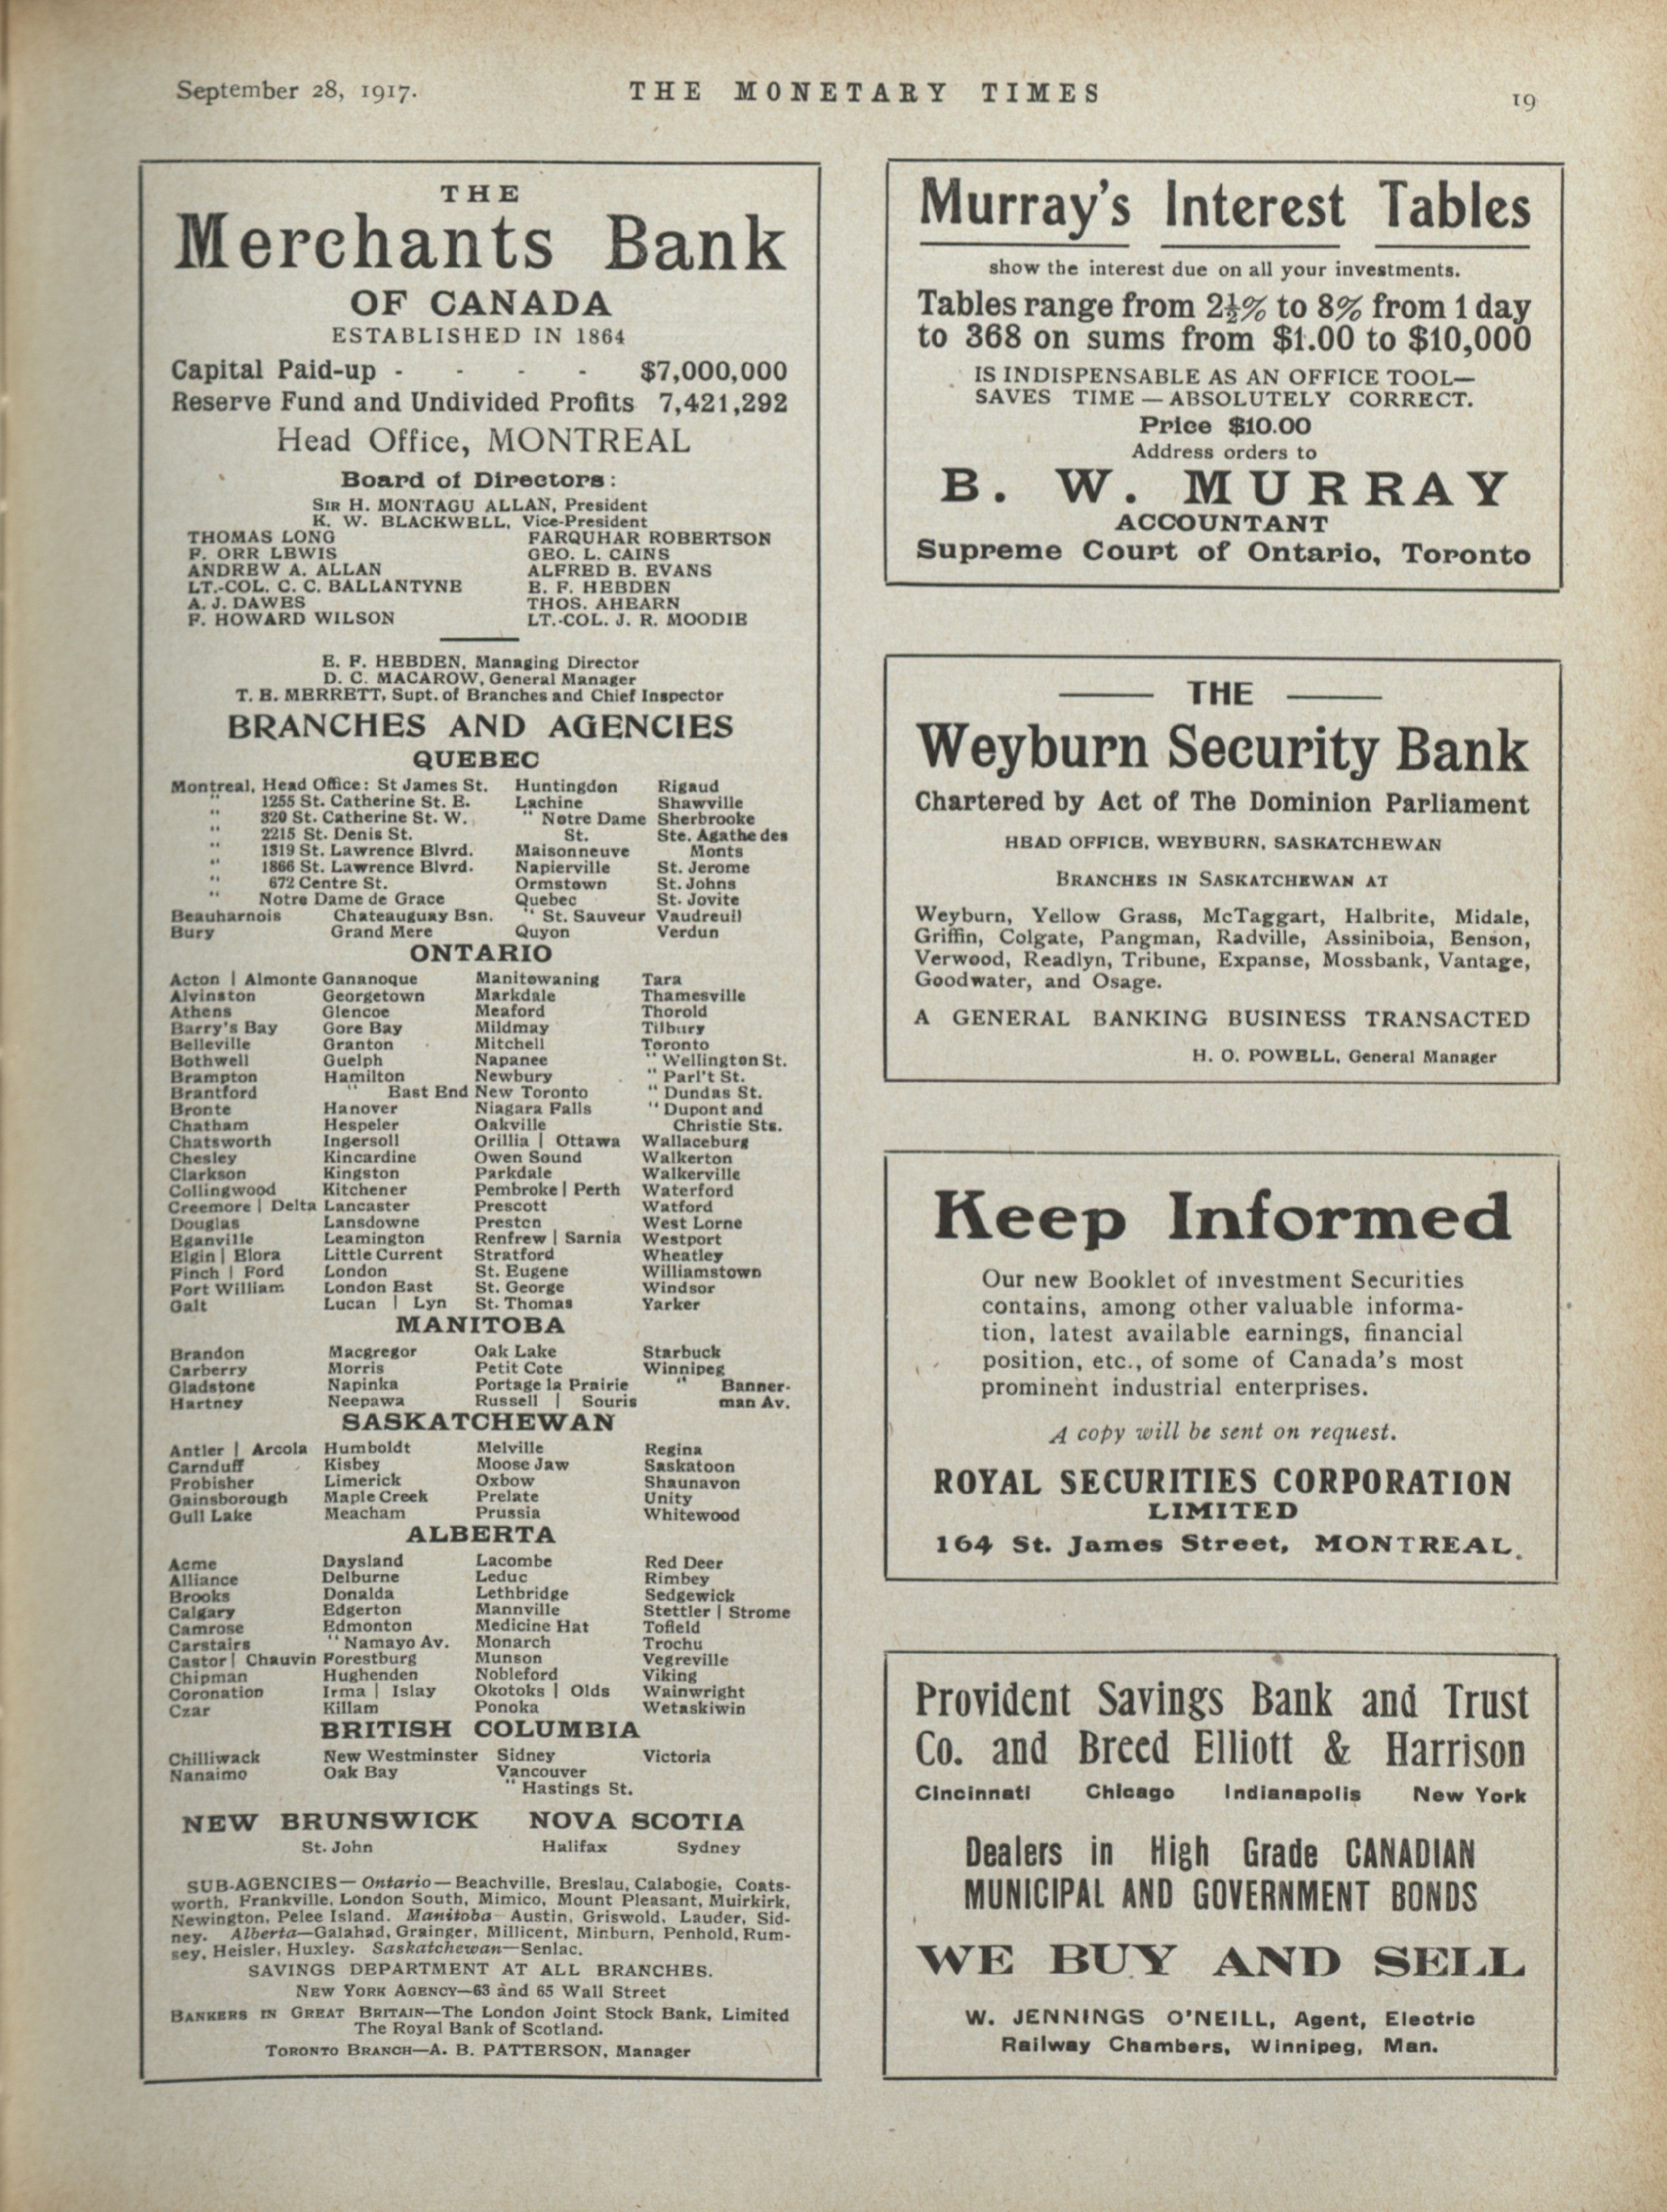 September 28, 1917.
THE MONETARY TIMES
19
THE
Merchants Bank
OF CANADA
ESTABLISHED IN 1864
Capital Paid-up - - - - $7,000,000
Reserve Fund and Undivided Profits 7,421,292
Head Office, MONTREAL
Board of Directors:
SIR H. MONTAGU ALLAN, President
K. W. BLACKWELL, Vice-President
THOMAS LONG FARQUHAR ROBERTSON
F. ORR LEWIS GEO. L. CAINS
ANDREW A. ALLAN ALFRED B. EVANS
LT.-COL. C. C. BALLANTYNE E. F. HEBDEN
A. J. DAWES THOS. AHEARN
F. HOWARD WILSON LT.-COL. J. R. MOODIE
E. F. HEBDEN, Managing Director
D. C. MACAROW, General Manager
T. E. MERRETT, Supt. of Branches and Chief Inspector
BRANCHES AND AGENCIES
QUEBEC
Montreal, Head Office: St James St. Huntingdon Rigaud
" 1255 St. Catherine St. E. Lachine Shawville
" 320 St. Catherine St. W. " Notre Dame Sherbrooke
" 2215 St. Denis St. St. Ste. Agathe des
" 1319 St. Lawrence Blvrd. Maisonneuve Monts
" 1866 St. Lawrence Blvrd. Napierville St. Jerome
" 672 Centre St. Ormstown St. Johns
" Notre Dame de Grace Quebec St. Jovite
Beauharnois Chateauguay Bsn. " St. Sauveur Vaudreuil
Bury Grand Mere Quyon Verdun
ONTARIO
Acton | Almonte Gananoque Manitowaning Tara
Alvinston Georgetown Markdale Thamesville
Athens Glencoe Meaford Thorold
Barry's Bay Gore Bay Mildmay Tilbury
Belleville Granton Mitchell Toronto
Bothwell Guelph Napanee " Wellington St.
Brampton Hamilton Newbury " Parl't St.
Brantford " East End New Toronto " Dundas St.
Bronte Hanover Niagara Falls " Dupont and
Chatham Hespeler Oakville Christie Sts.
Chatsworth Ingersoll Orillia | Ottawa Wallaceburg
Chesley Kincardine Owen Sound Walkerton
Clarkson Kingston Parkdale Walkerville
Collingwood Kitchener Pembroke | Perth Waterford
Creemore | Delta Lancaster Prescott Watford
Douglas Lansdowne Preston West Lorne
Eganville Leamington Renfrew | Sarnia Westport
Elgin | Elora Little Current Stratford Wheatley
Finch | Ford London St. Eugene Williamstown
Fort William London East St. George Windsor
Galt Lucan | Lyn St. Thomas Yarker
MANITOBA
Brandon Macgregor Oak Lake Starbuck
Carberry Morris Petit Cote Winnipeg
Gladstone Napinka Portage la Prairie " Banner-
Hartney Neepawa Russell | Souris man Av.
SASKATCHEWAN
Antler | Arcola Humboldt Melville Regina
Carnduff Kisbey Moose Jaw Saskatoon
Frobisher Limerick Oxbow Shaunavon
Gainsborough Maple Creek Prelate Unity
Gull Lake Meacham Prussia Whitewood
ALBERTA
Acme Daysland Lacombe Red Deer
Alliance Delburne Leduc Rimbey
Brooks Donalda Lethbridge Sedgewick
Calgary Edgerton Mannville Stettler | Strome
Camrose Edmonton Medicine Hat Tofield
Carstairs " Namayo Av. Monarch Trochu
Castor | Chauvin Forestburg Munson Vegreville
Chipman Hughenden Nobleford Viking
Coronation Irma | Islay Okotoks | Olds Wainwright
Czar Killam Ponoka Wetaskiwin
BRITISH COLUMBIA
Chilliwack New Westminster Sidney Victoria
Nanaimo Oak Bay Vancouver
" Hastings St.
NEW BRUNSWICK NOVA SCOTIA
St. John Halifax Sydney
SUB-AGENCIES—Ontario—Beachville, Breslau, Calabogie, Coats-
worth, Frankville, London South, Mimico, Mount Pleasant, Muirkirk,
Newington, Pelee Island. Manitoba—Austin, Griswold, Lauder, Sid-
ney. Alberta—Galahad, Grainger, Millicent, Minburn, Penhold, Rum-
sey, Heisler, Huxley. Saskatchewan—Senlac.
SAVINGS DEPARTMENT AT ALL BRANCHES.
NEW YORK AGENCY—63 and 65 Wall Street
BANKERS IN GREAT BRITAIN—The London Joint Stock Bank, Limited
The Royal Bank of Scotland.
TORONTO BRANCH—A. B. PATTERSON, Manager
Murray's Interest Tables
show the interest due on all your investments.
Tables range from 2½% to 8% from 1 day
to 368 on sums from $1.00 to $10,000
IS INDISPENSABLE AS AN OFFICE TOOL—
SAVES TIME—ABSOLUTELY CORRECT.
Price $10.00
Address orders to
B. W. MURRAY
ACCOUNTANT
Supreme Court of Ontario, Toronto
THE
Weyburn Security Bank
Chartered by Act of The Dominion Parliament
HEAD OFFICE, WEYBURN, SASKATCHEWAN
BRANCHES IN SASKATCHEWAN AT
Weyburn, Yellow Grass, McTaggart, Halbrite, Midale,
Griffin, Colgate, Pangman, Radville, Assiniboia, Benson,
Verwood, Readlyn, Tribune, Expanse, Mossbank, Vantage,
Goodwater, and Osage.
A GENERAL BANKING BUSINESS TRANSACTED
H. O. POWELL, General Manager
Keep Informed
Our new Booklet of investment Securities
contains, among other valuable informa-
tion, latest available earnings, financial
position, etc., of some of Canada's most
prominent industrial enterprises.
A copy will be sent on request.
ROYAL SECURITIES CORPORATION
LIMITED
164 St. James Street, MONTREAL.
Provident Savings Bank and Trust
Co. and Breed Elliott & Harrison
Cincinnati Chicago Indianapolis New York
Dealers in High Grade CANADIAN
MUNICIPAL AND GOVERNMENT BONDS
WE BUY AND SELL
W. JENNINGS O'NEILL, Agent, Electric
Railway Chambers, Winnipeg, Man.